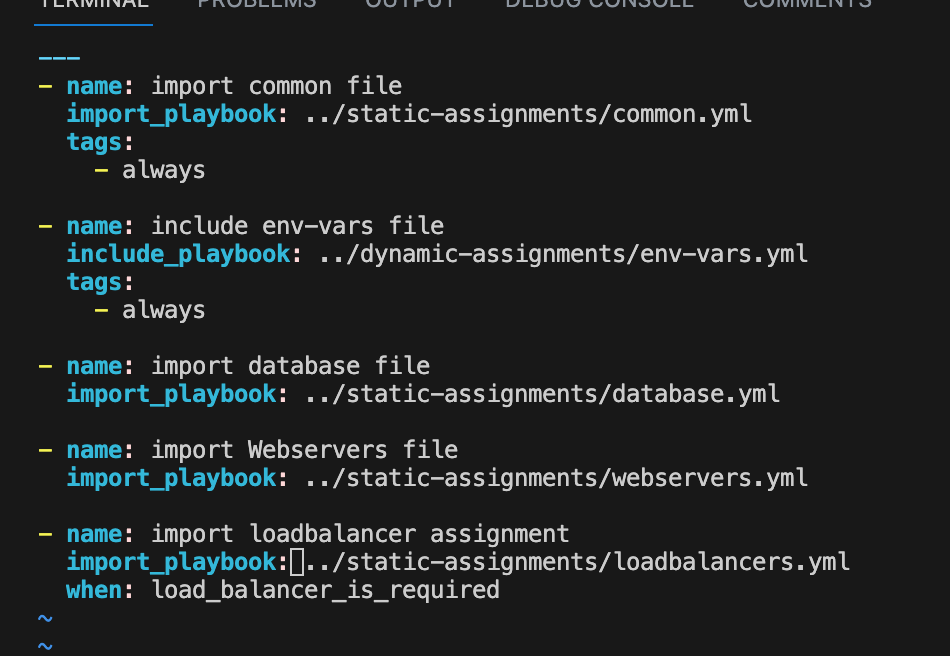 TERMINAL PROBLEMS OUTPUT DEBUG CONSOLE COMMENTS
---
- name: import common file
  import_playbook: ../static-assignments/common.yml
  tags:
    - always

- name: include env-vars file
  include_playbook: ../dynamic-assignments/env-vars.yml
  tags:
    - always

- name: import database file
  import_playbook: ../static-assignments/database.yml

- name: import Webservers file
  import_playbook: ../static-assignments/webservers.yml

- name: import loadbalancer assignment
  import_playbook: ../static-assignments/loadbalancers.yml
  when: load_balancer_is_required
~
~